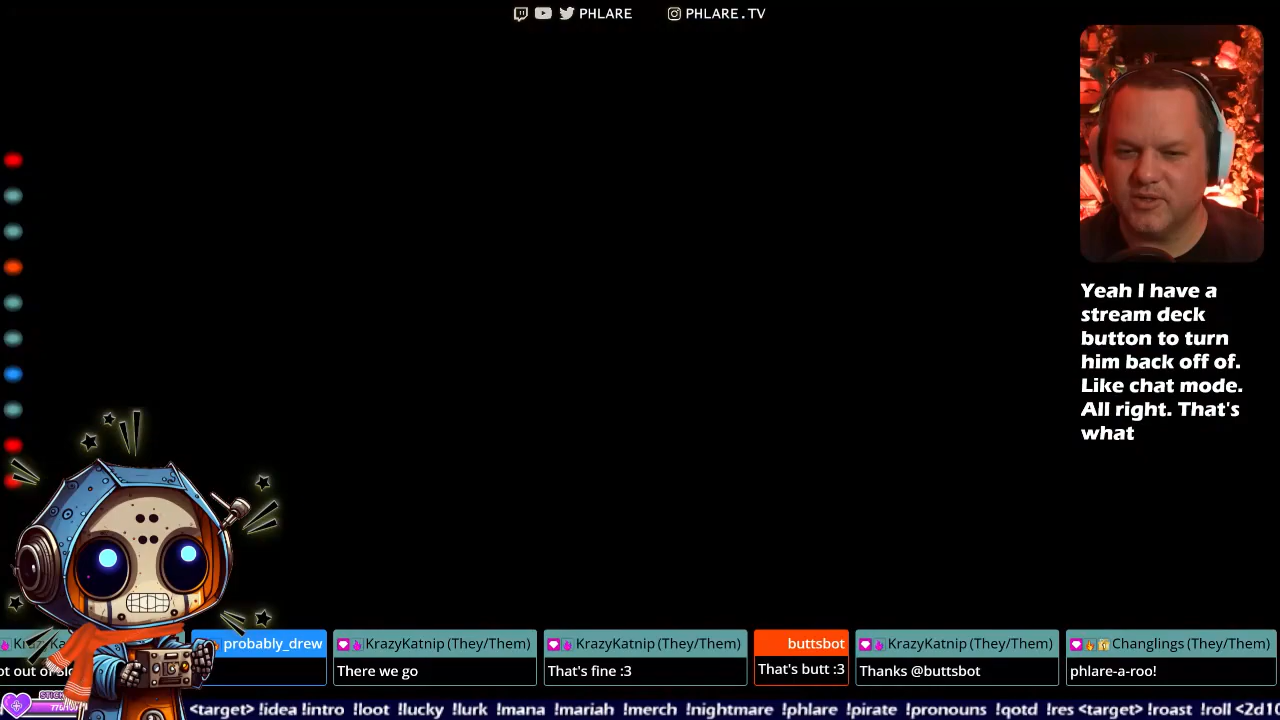 PHLARE PHLARE.TV
Yeah I have a
stream deck
button to turn
him back off of.
Like chat mode.
All right. That's
what
probably_drew
KrazyKatnip (They/Them)
There we go
KrazyKatnip (They/Them)
That's fine :3
buttsbot
That's butt :3
KrazyKatnip (They/Them)
Thanks @buttsbot
Changlings (They/Them)
phlare-a-roo!
<target> !idea !intro !loot !lucky !lurk !mana !mariah !merch !nightmare !phlare !pirate !pronouns !qotd !res <target> !roast !roll <2d10